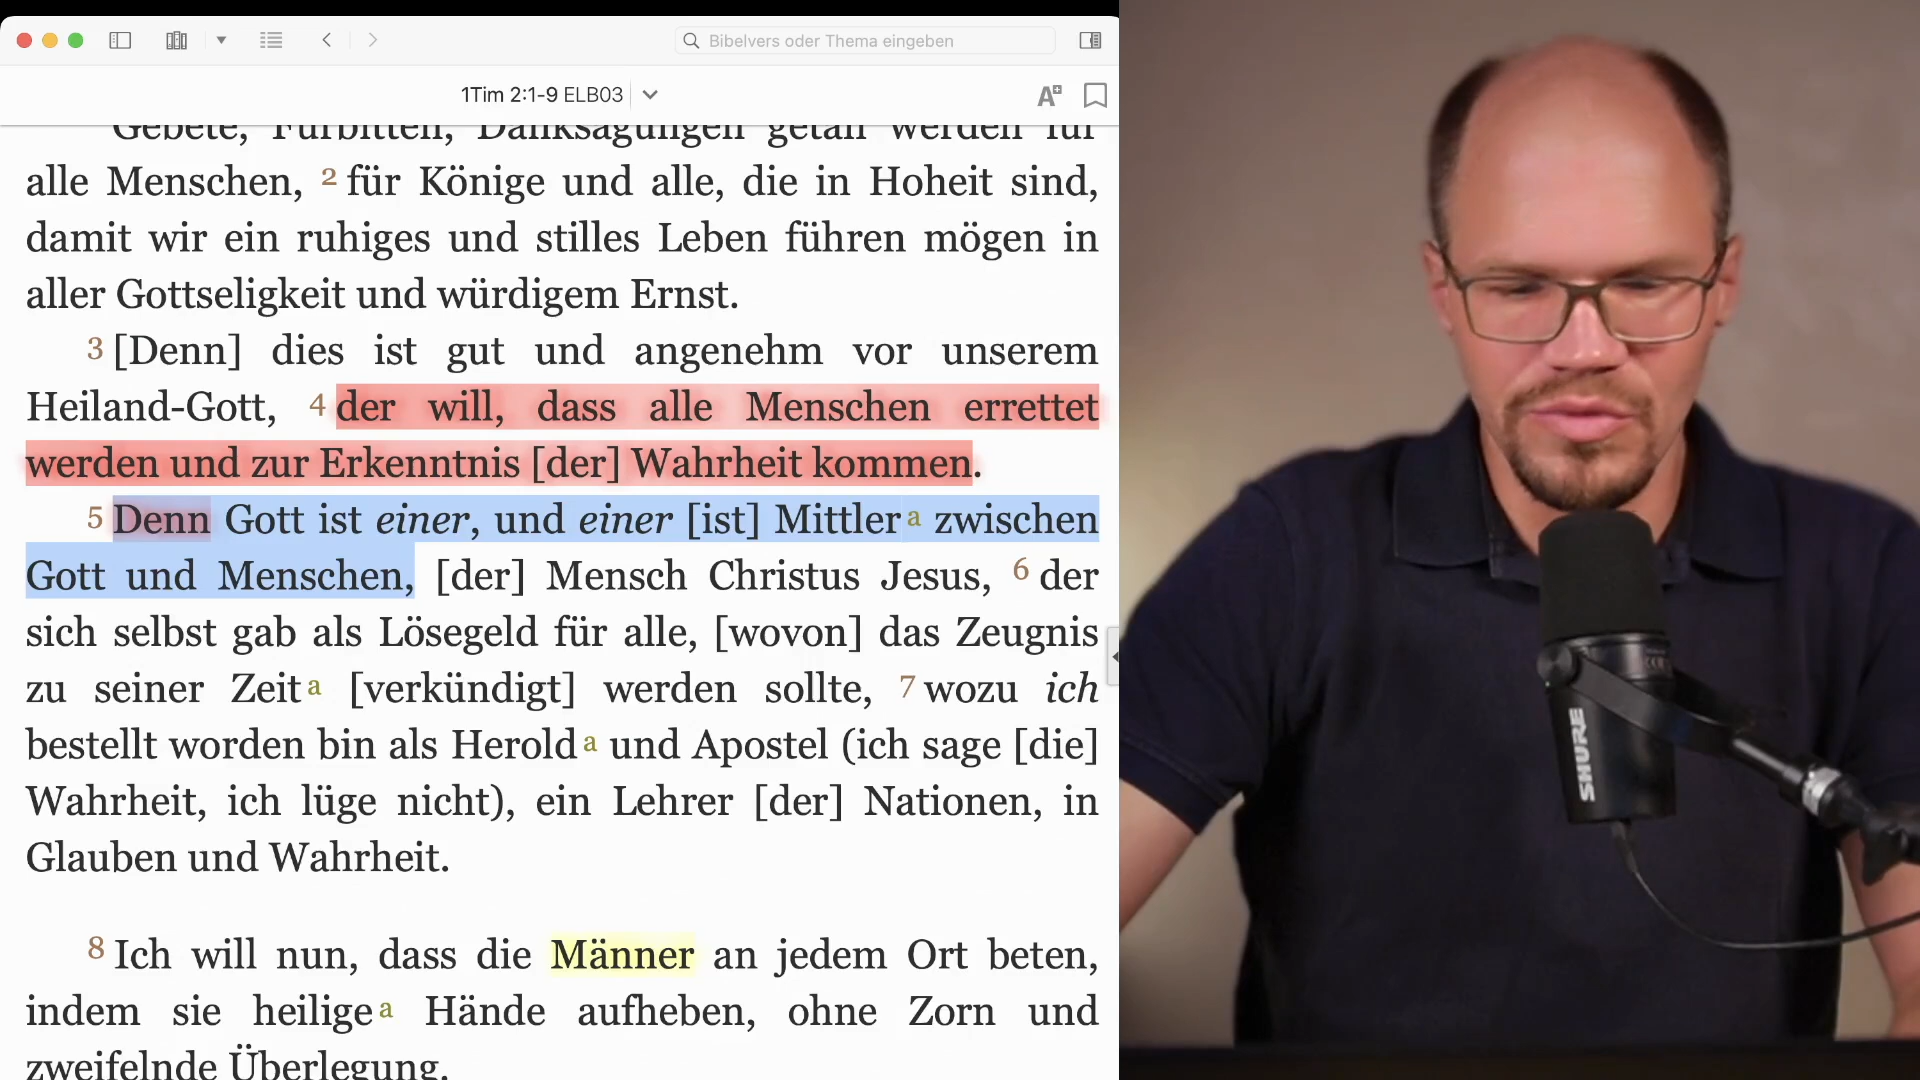 Bibelvers oder Thema eingeben
1Tim 2:1-9 ELB03
Gebete, Fürbitten, Danksagungen getan werden für
alle Menschen, 2 für Könige und alle, die in Hoheit sind,
damit wir ein ruhiges und stilles Leben führen mögen in
aller Gottseligkeit und würdigem Ernst.
3 [Denn] dies ist gut und angenehm vor unserem
Heiland-Gott, 4 der will, dass alle Menschen errettet
werden und zur Erkenntnis [der] Wahrheit kommen.
5 Denn Gott ist einer, und einer [ist] Mittler a zwischen
Gott und Menschen, [der] Mensch Christus Jesus, 6 der
sich selbst gab als Lösegeld für alle, [wovon] das Zeugnis
zu seiner Zeit a [verkündigt] werden sollte, 7 wozu ich
bestellt worden bin als Herold a und Apostel (ich sage [die]
Wahrheit, ich lüge nicht), ein Lehrer [der] Nationen, in
Glauben und Wahrheit.
8 Ich will nun, dass die Männer an jedem Ort beten,
indem sie heilige a Hände aufheben, ohne Zorn und
zweifelnde Überlegung.
SHURE